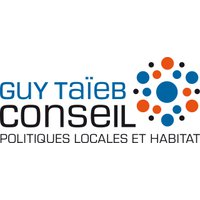 GUY TAÏEB
CONSEIL
POLITIQUES LOCALES ET HABITAT